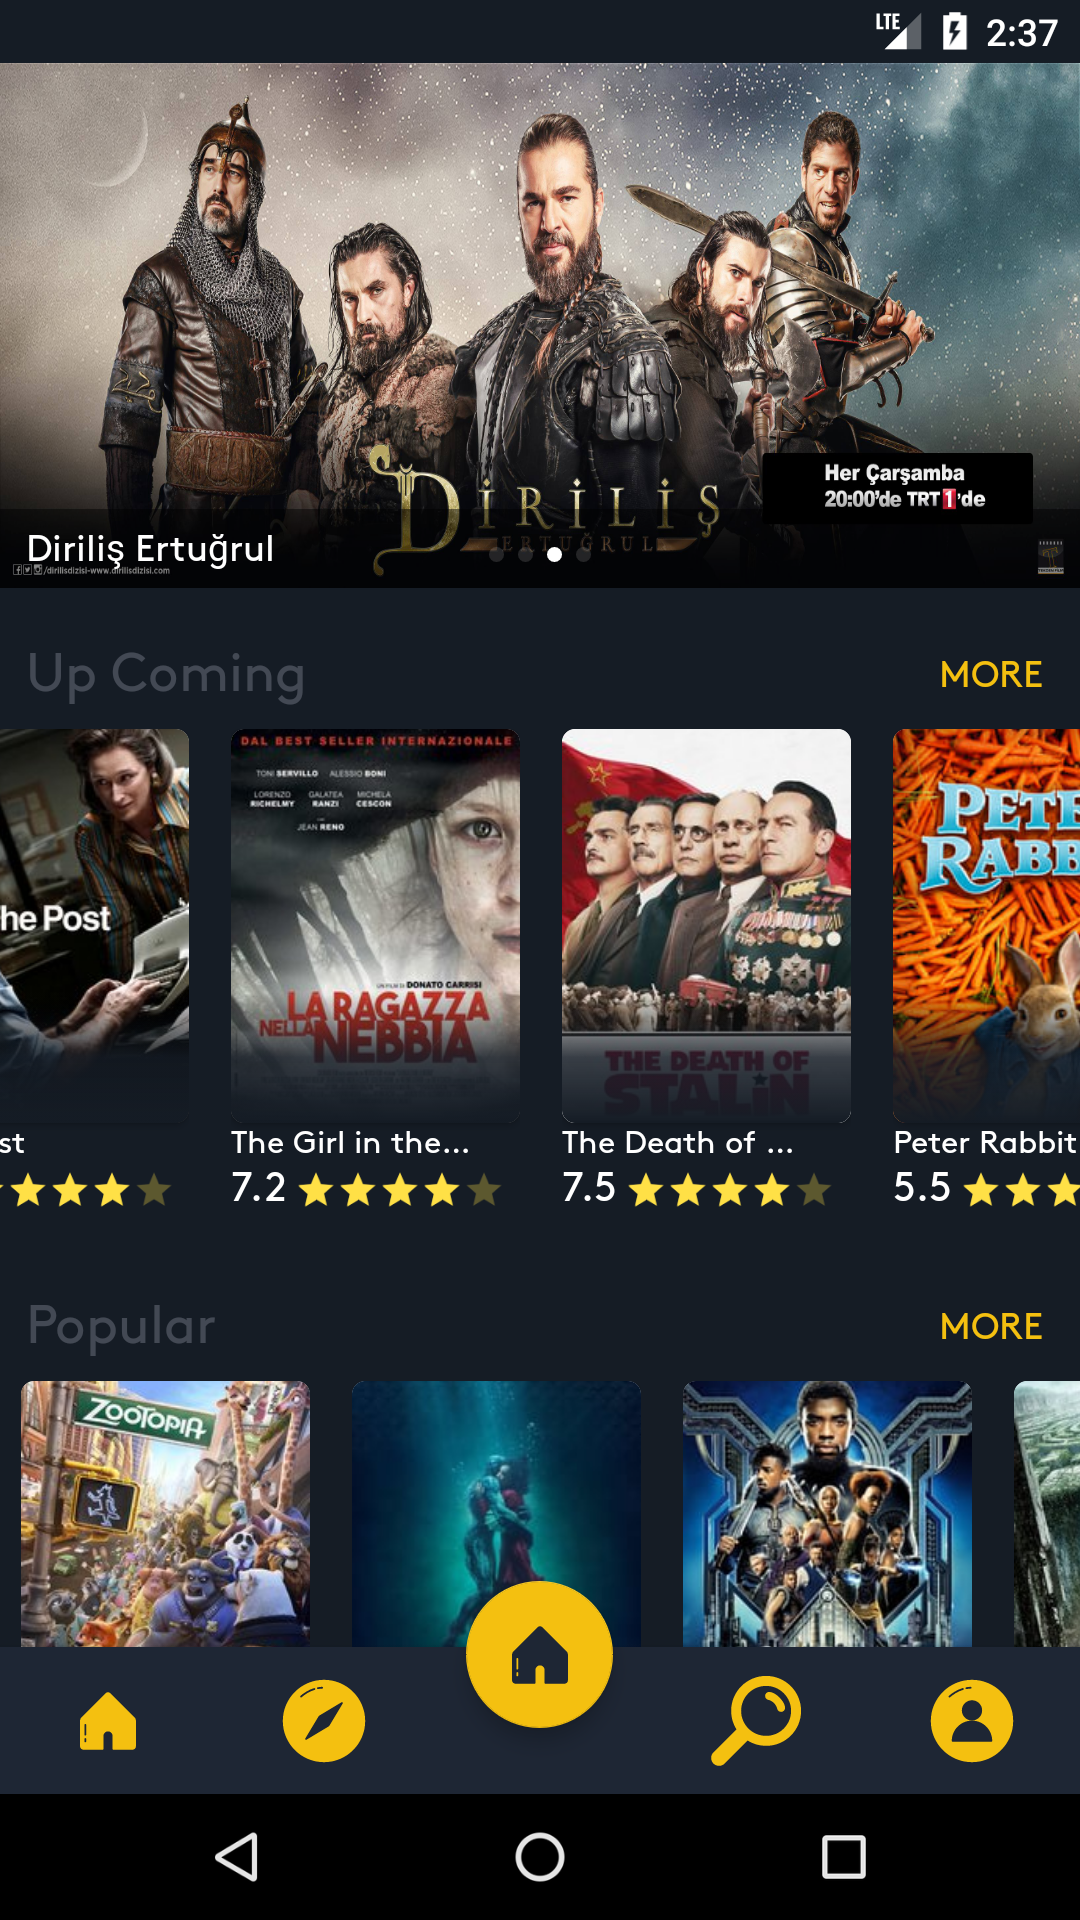 LTE 2:37
Her Çarşamba
20:00'de TRT 1'de
DİRİLİŞ
ERTUĞRUL
Diriliş Ertuğrul
/dirilisdizisi-www.dirilisdizisi.com
Up Coming MORE
he Post
DAL BEST SELLER INTERNAZIONALE
TONI SERVILLO ALESSIO BONI
LORENZO RICHELMY GALATEA RANZI MICHELA CESCON
JEAN RENO
UN FILM DI DONATO CARRISI
LA RAGAZZA
NELLA NEBBIA
THE DEATH OF
STALIN
PETE
RABB
st
The Girl in the...
The Death of ...
Peter Rabbit
7.2
7.5
5.5
Popular MORE
ZOOTOPIA